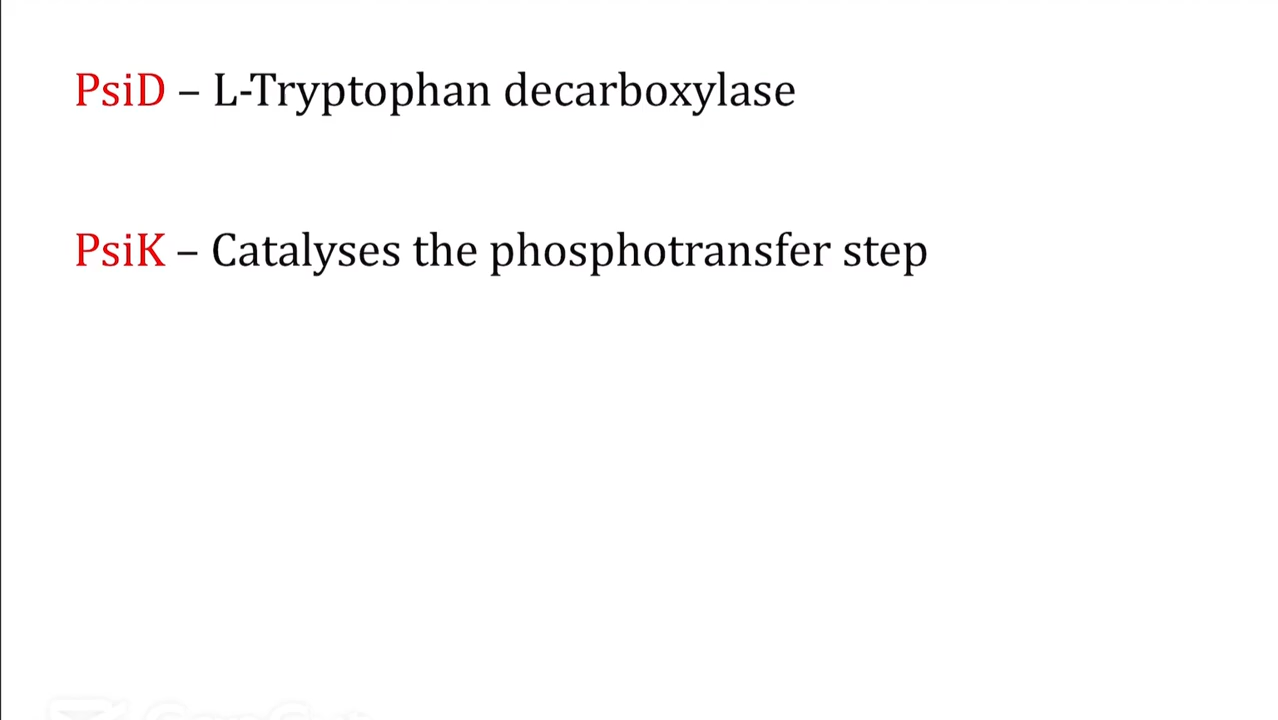 PsiD – L-Tryptophan decarboxylase
PsiK – Catalyses the phosphotransfer step